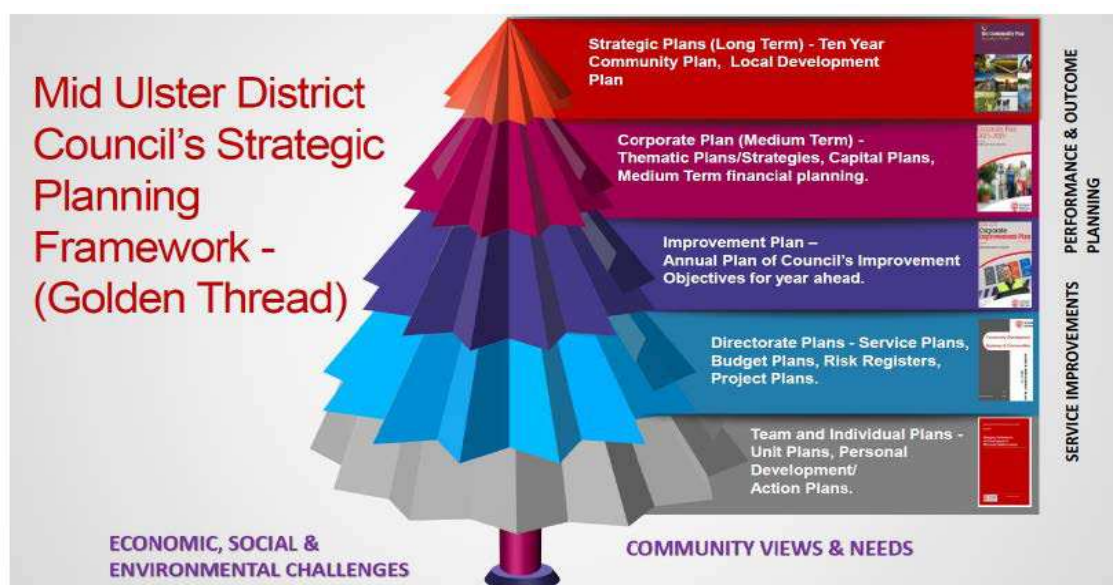 Mid Ulster District
Council's Strategic
Planning
Framework -
(Golden Thread)
Strategic Plans (Long Term) - Ten Year
Community Plan, Local Development
Plan
Corporate Plan (Medium Term) -
Thematic Plans/Strategies, Capital Plans,
Medium Term financial planning.
Improvement Plan –
Annual Plan of Council's Improvement
Objectives for year ahead.
Directorate Plans - Service Plans,
Budget Plans, Risk Registers,
Project Plans.
Team and Individual Plans -
Unit Plans, Personal
Development/
Action Plans.
Corporate
Improvement Plan
PERFORMANCE & OUTCOME
PLANNING
SERVICE IMPROVEMENTS
ECONOMIC, SOCIAL &
ENVIRONMENTAL CHALLENGES
COMMUNITY VIEWS & NEEDS